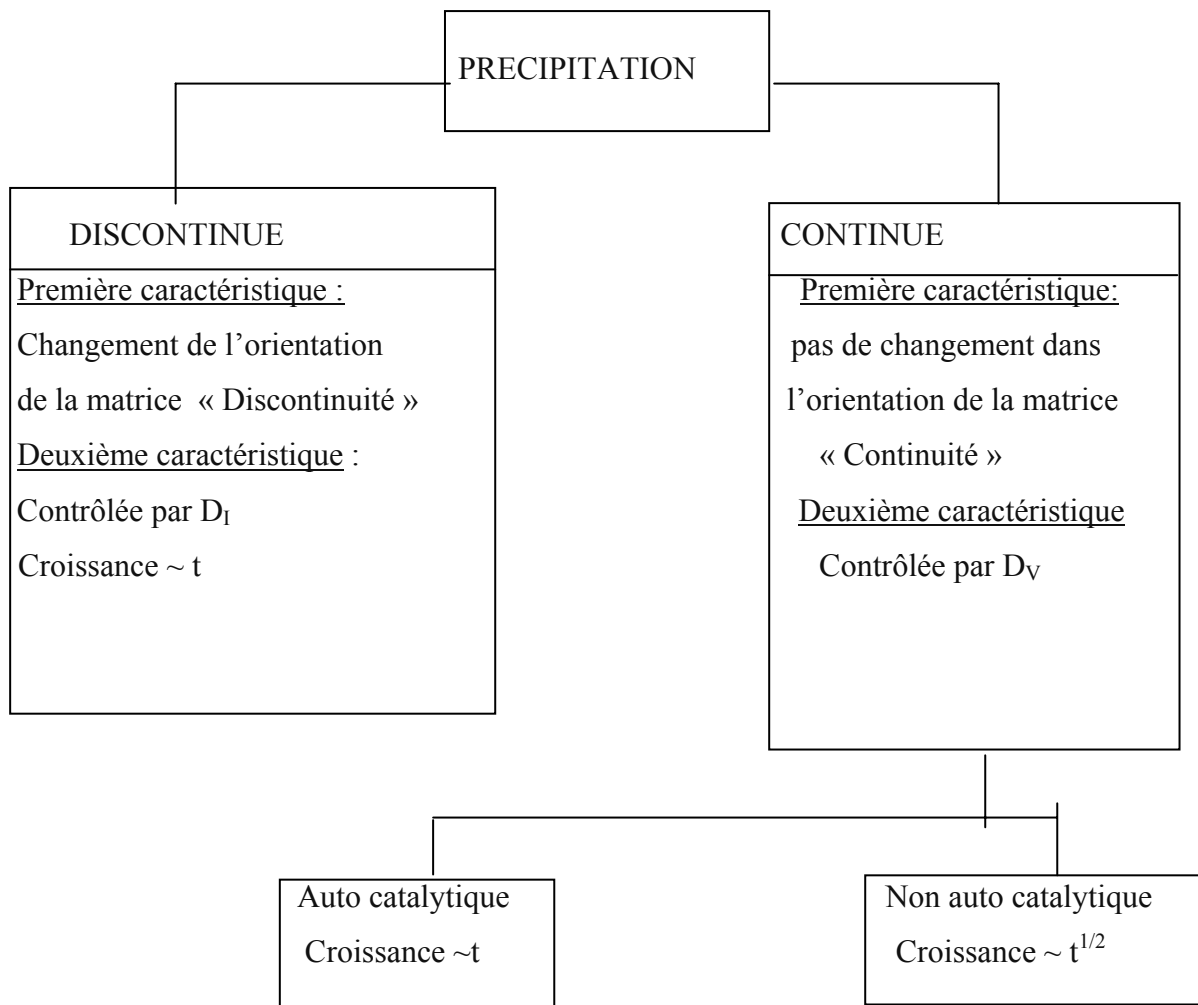 PRECIPITATION
DISCONTINUE
Première caractéristique :
Changement de l’orientation
de la matrice « Discontinuité »
Deuxième caractéristique :
Contrôlée par D_I
Croissance ~ t
CONTINUE
Première caractéristique:
pas de changement dans
l’orientation de la matrice
« Continuité »
Deuxième caractéristique
Contrôlée par D_V
Auto catalytique
Croissance ~t
Non auto catalytique
Croissance ~ t^{1/2}